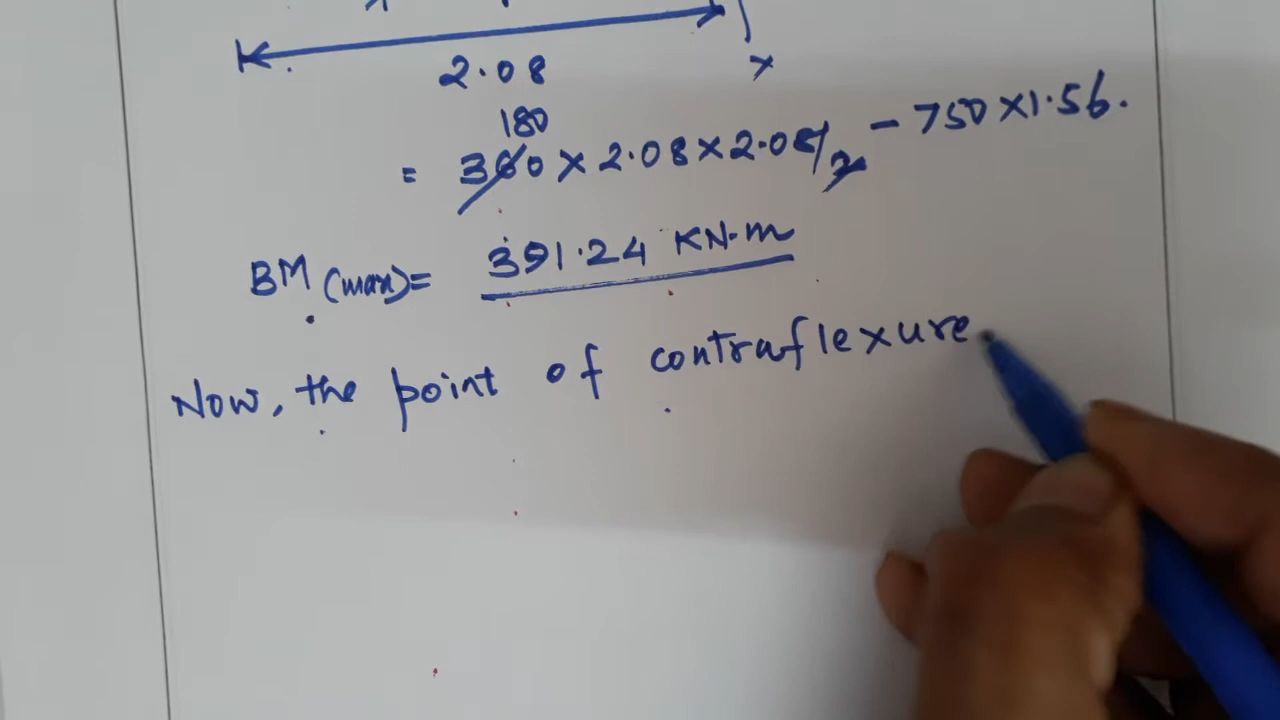 2.08
x
180
= 360 × 2.08 × 2.08/2 - 750 × 1.56.
BM (max) = 391.24 KN-m
Now, the point of contraflexure